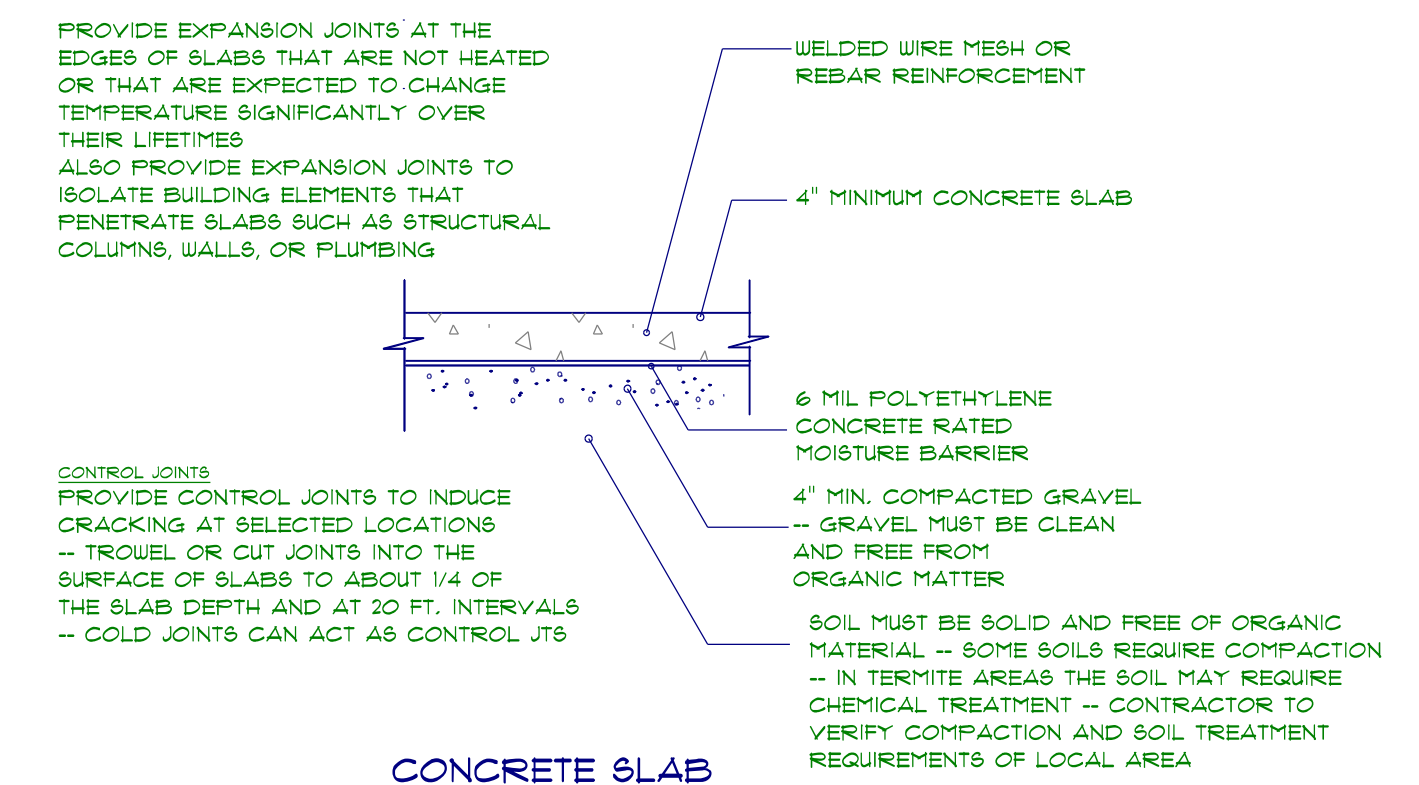 PROVIDE EXPANSION JOINTS AT THE
EDGES OF SLABS THAT ARE NOT HEATED
OR THAT ARE EXPECTED TO CHANGE
TEMPERATURE SIGNIFICANTLY OVER
THEIR LIFETIMES
ALSO PROVIDE EXPANSION JOINTS TO
ISOLATE BUILDING ELEMENTS THAT
PENETRATE SLABS SUCH AS STRUCTURAL
COLUMNS, WALLS, OR PLUMBING
WELDED WIRE MESH OR
REBAR REINFORCEMENT
4" MINIMUM CONCRETE SLAB
6 MIL POLYETHYLENE
CONCRETE RATED
MOISTURE BARRIER
4" MIN. COMPACTED GRAVEL
-- GRAVEL MUST BE CLEAN
AND FREE FROM
ORGANIC MATTER
SOIL MUST BE SOLID AND FREE OF ORGANIC
MATERIAL -- SOME SOILS REQUIRE COMPACTION
-- IN TERMITE AREAS THE SOIL MAY REQUIRE
CHEMICAL TREATMENT -- CONTRACTOR TO
VERIFY COMPACTION AND SOIL TREATMENT
REQUIREMENTS OF LOCAL AREA
CONTROL JOINTS
PROVIDE CONTROL JOINTS TO INDUCE
CRACKING AT SELECTED LOCATIONS
-- TROWEL OR CUT JOINTS INTO THE
SURFACE OF SLABS TO ABOUT 1/4 OF
THE SLAB DEPTH AND AT 20 FT. INTERVALS
-- COLD JOINTS CAN ACT AS CONTROL JTS
CONCRETE SLAB